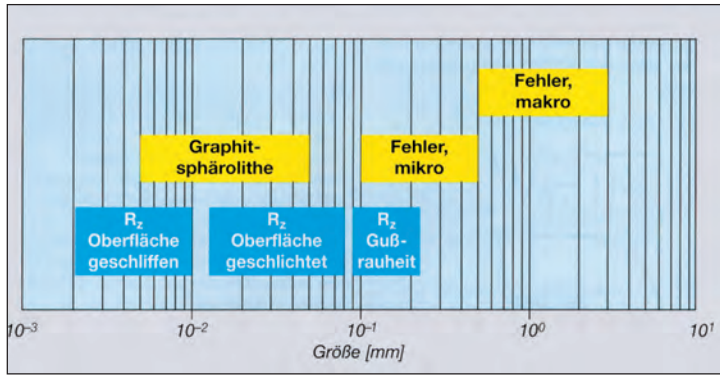 Fehler,
makro
Graphit-
sphärolithe
Fehler,
mikro
Rz
Oberfläche
geschliffen
Rz
Oberfläche
geschlichtet
Rz
Guß-
rauheit
10⁻³
10⁻²
10⁻¹
10⁰
10¹
Größe [mm]